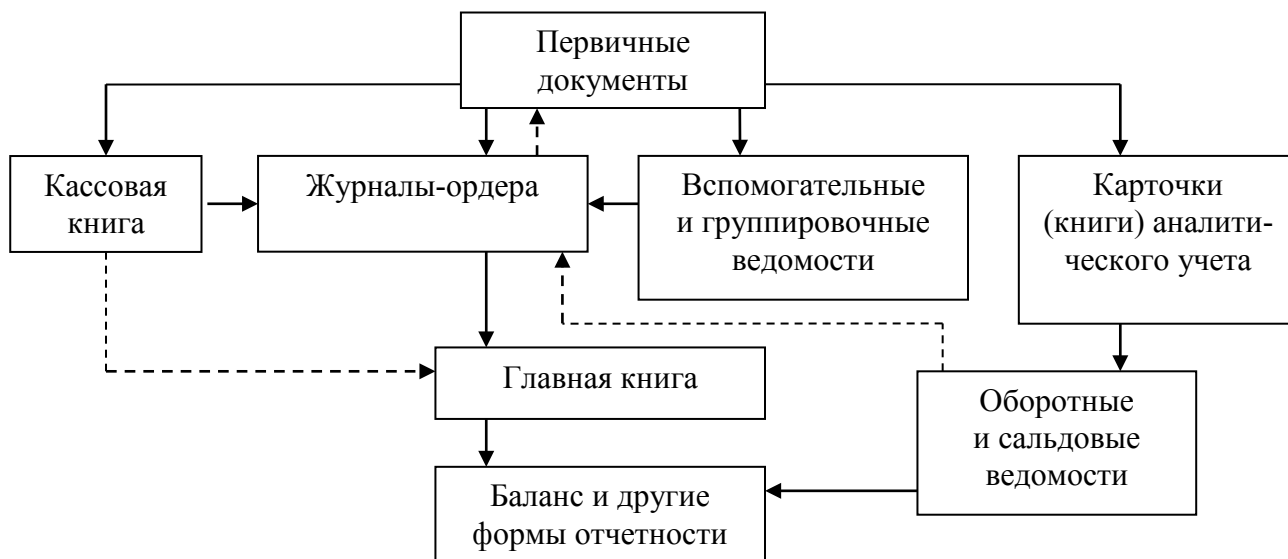 Первичные
документы
Кассовая
книга
Журналы-ордера
Вспомогательные
и группировочные
ведомости
Карточки
(книги) аналити-
ческого учета
Главная книга
Оборотные
и сальдовые
ведомости
Баланс и другие
формы отчетности